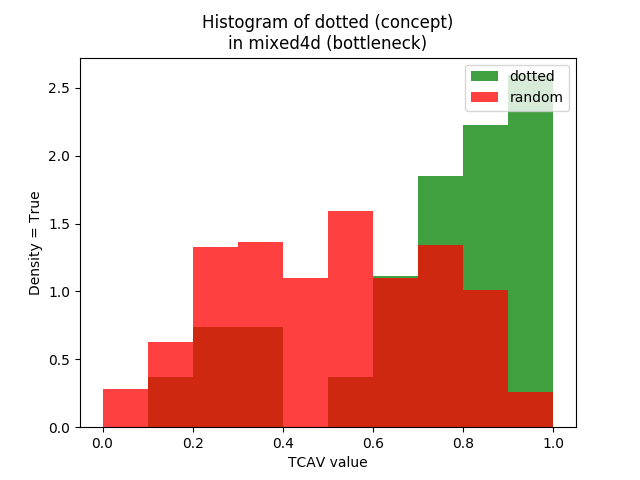 Histogram of dotted (concept)
in mixed4d (bottleneck)
dotted
random
Density = True
2.5
2.0
1.5
1.0
0.5
0.0
0.0 0.2 0.4 0.6 0.8 1.0
TCAV value